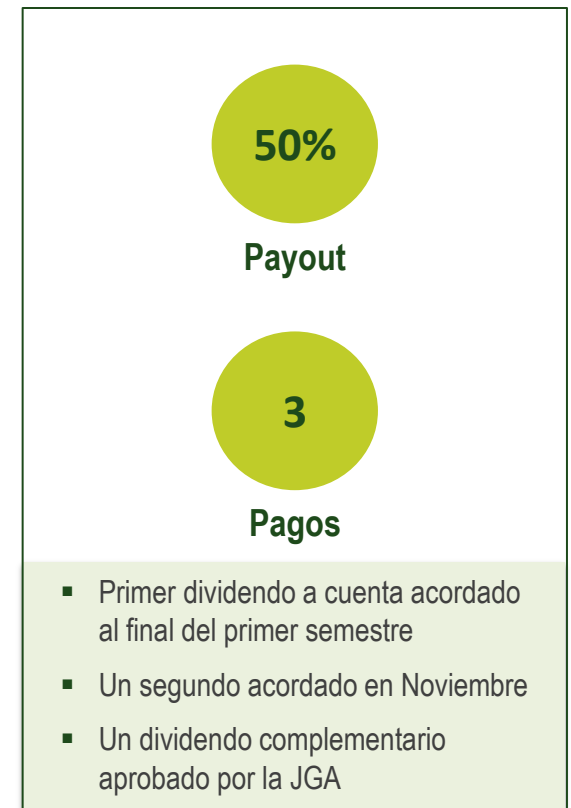 50%
Payout
3
Pagos
▪ Primer dividendo a cuenta acordado
al final del primer semestre
▪ Un segundo acordado en Noviembre
▪ Un dividendo complementario
aprobado por la JGA